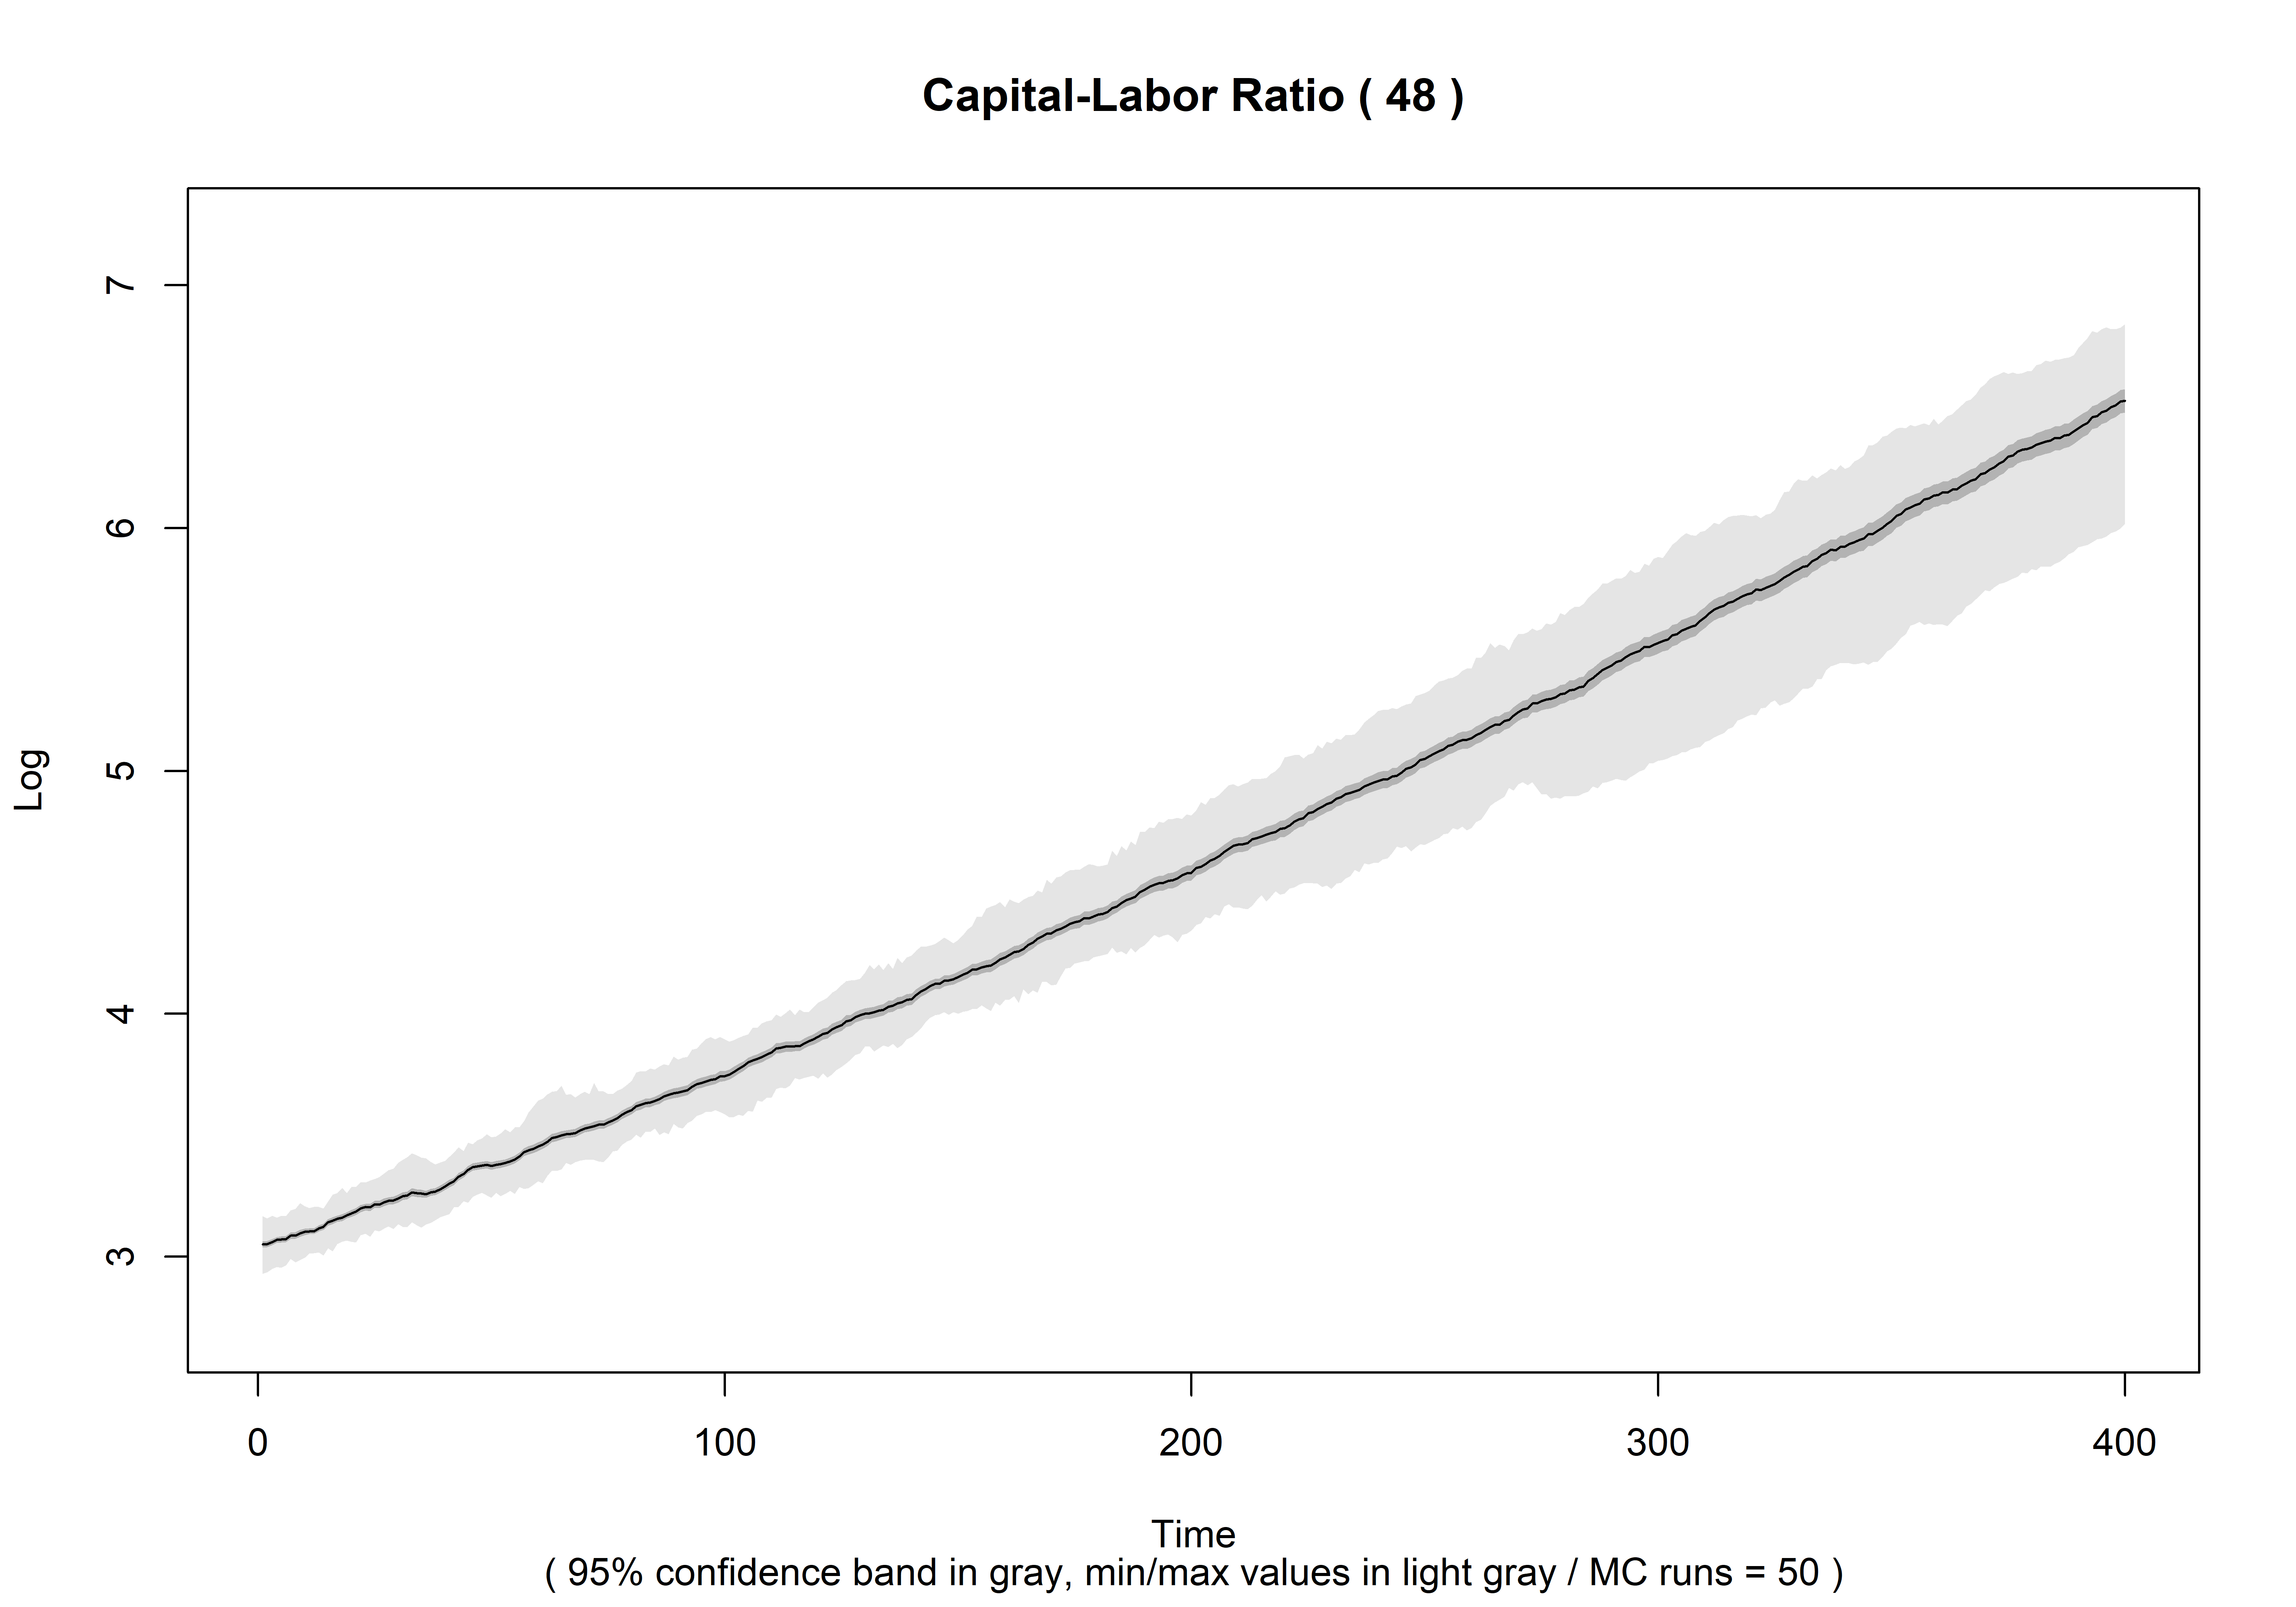 Capital-Labor Ratio ( 48 )
7
6
5
4
3
Log
0 100 200 300 400
Time
( 95% confidence band in gray, min/max values in light gray / MC runs = 50 )